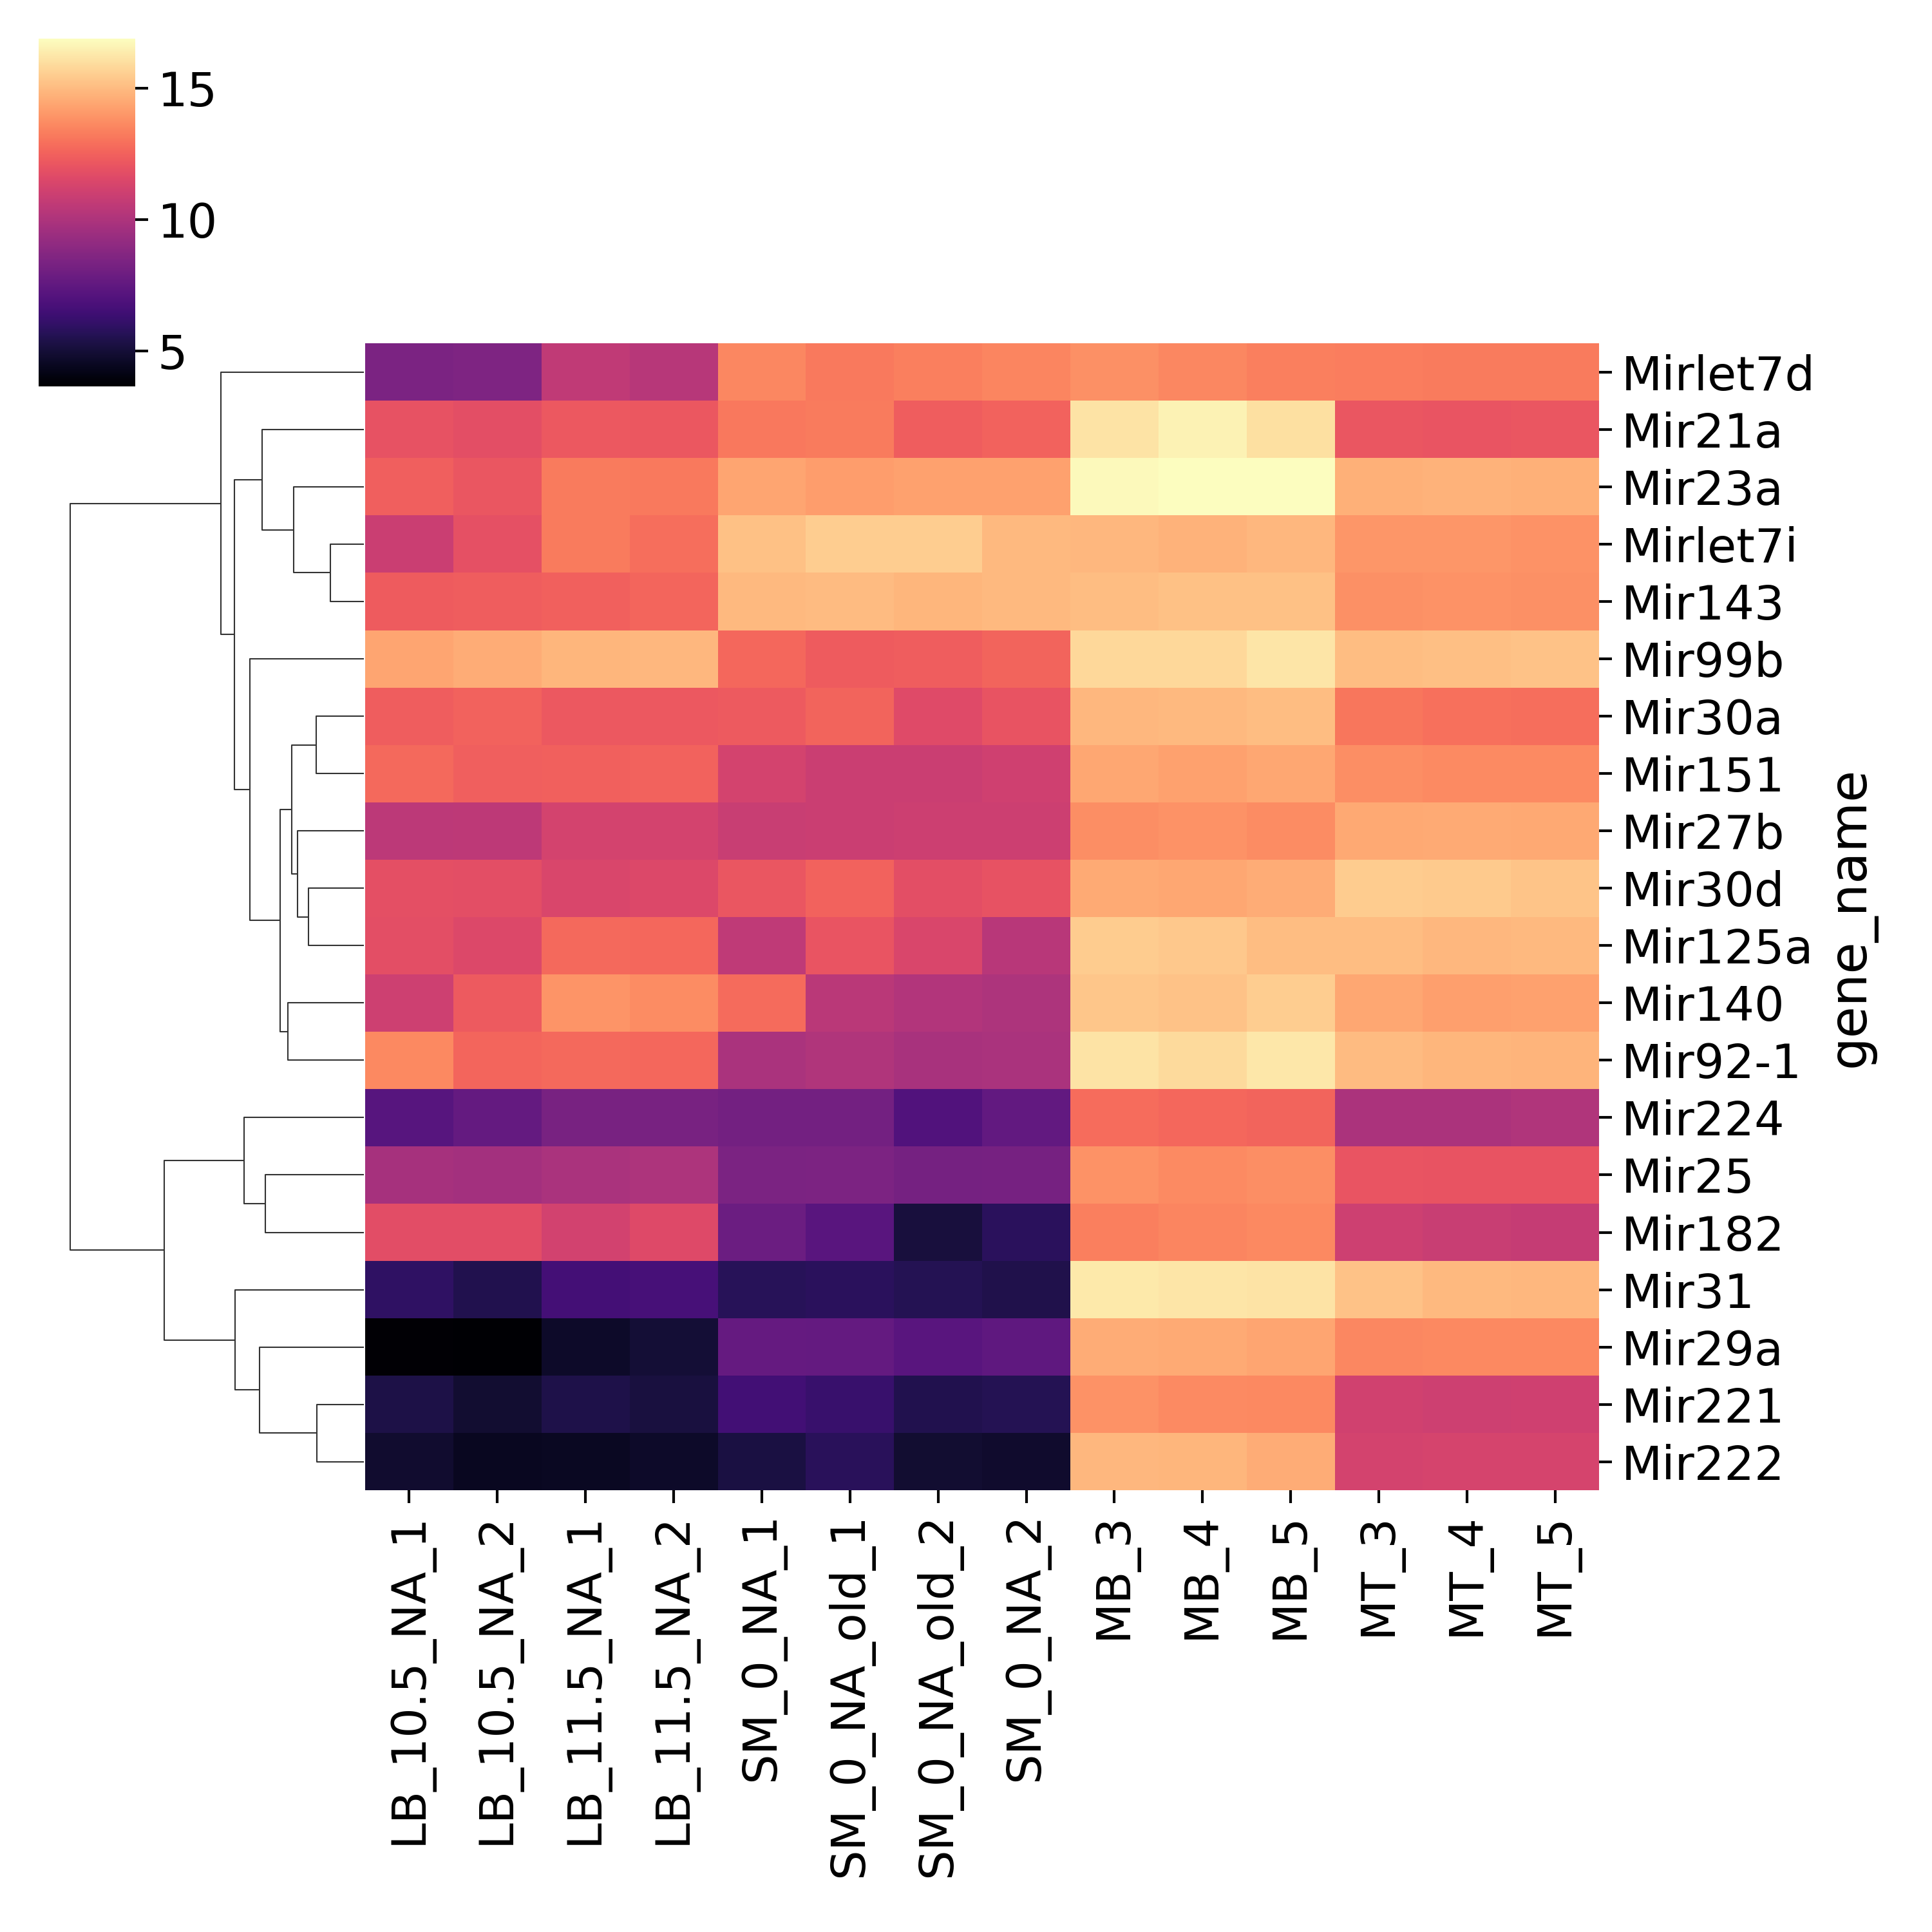 15
10
5
Mirlet7d
Mir21a
Mir23a
Mirlet7i
Mir143
Mir99b
Mir30a
Mir151
Mir27b
Mir30d
Mir125a
Mir140
Mir92-1
Mir224
Mir25
Mir182
Mir31
Mir29a
Mir221
Mir222
gene_name
LB_10.5_NA_1
LB_10.5_NA_2
LB_11.5_NA_1
LB_11.5_NA_2
SM_0_NA_1
SM_0_NA_old_1
SM_0_NA_old_2
SM_0_NA_2
MB_3
MB_4
MB_5
MT_3
MT_4
MT_5